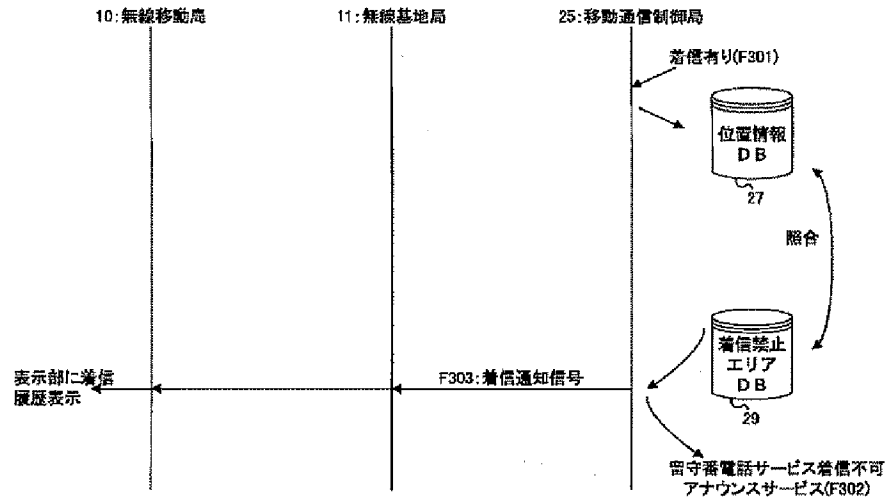 10:無線移動局
11:無線基地局
25:移動通信制御局
着信有り(F301)
位置情報
DB
27
照合
着信禁止
エリア
DB
29
F303:着信通知信号
表示部に着信
履歴表示
留守番電話サービス着信不可
アナウンスサービス(F302)